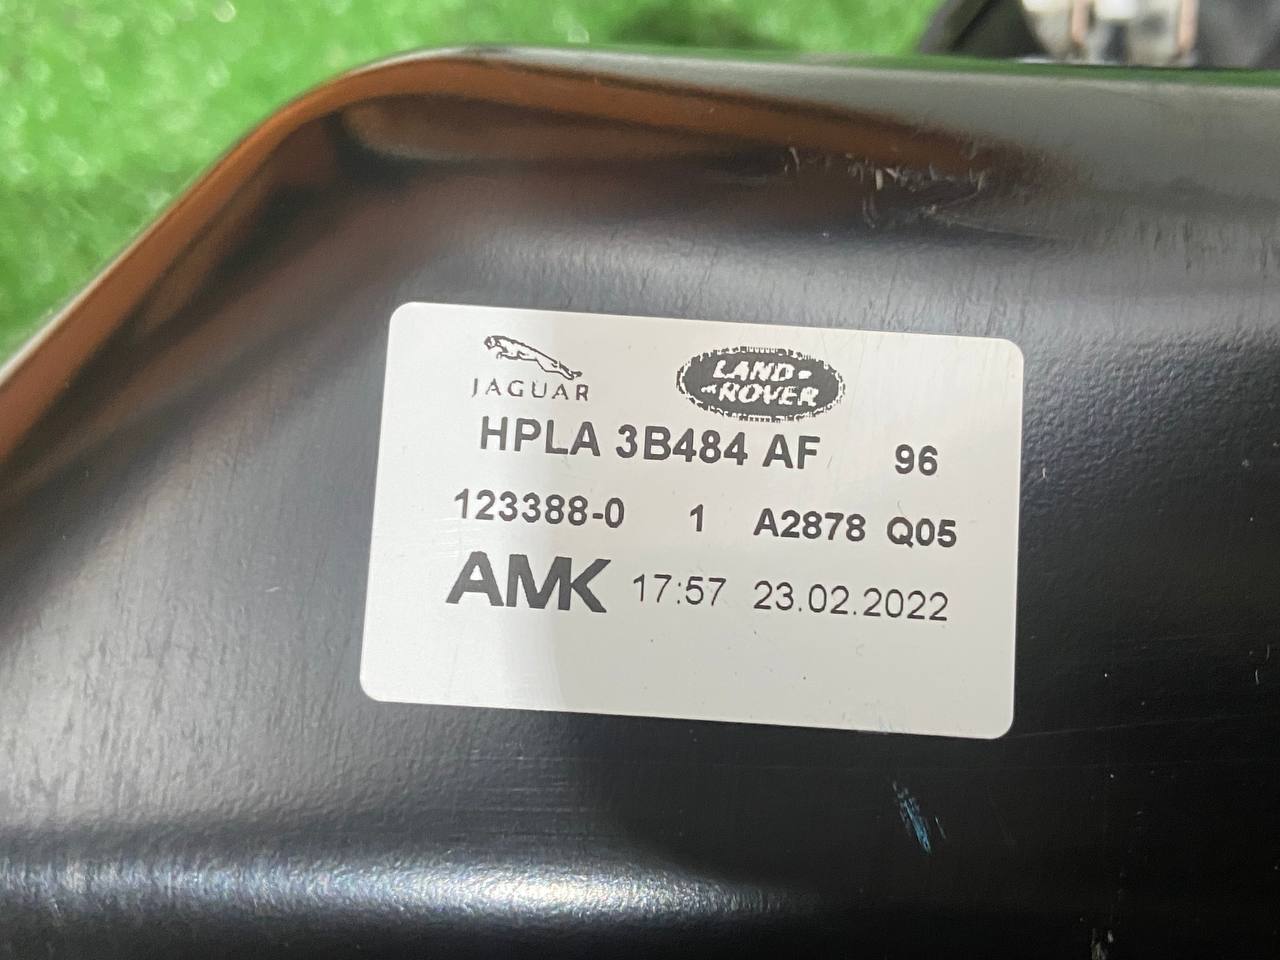 JAGUAR
LAND-
ROVER
HPLA 3B484 AF 96
123388-0 1 A2878 Q05
AMK 17:57 23.02.2022